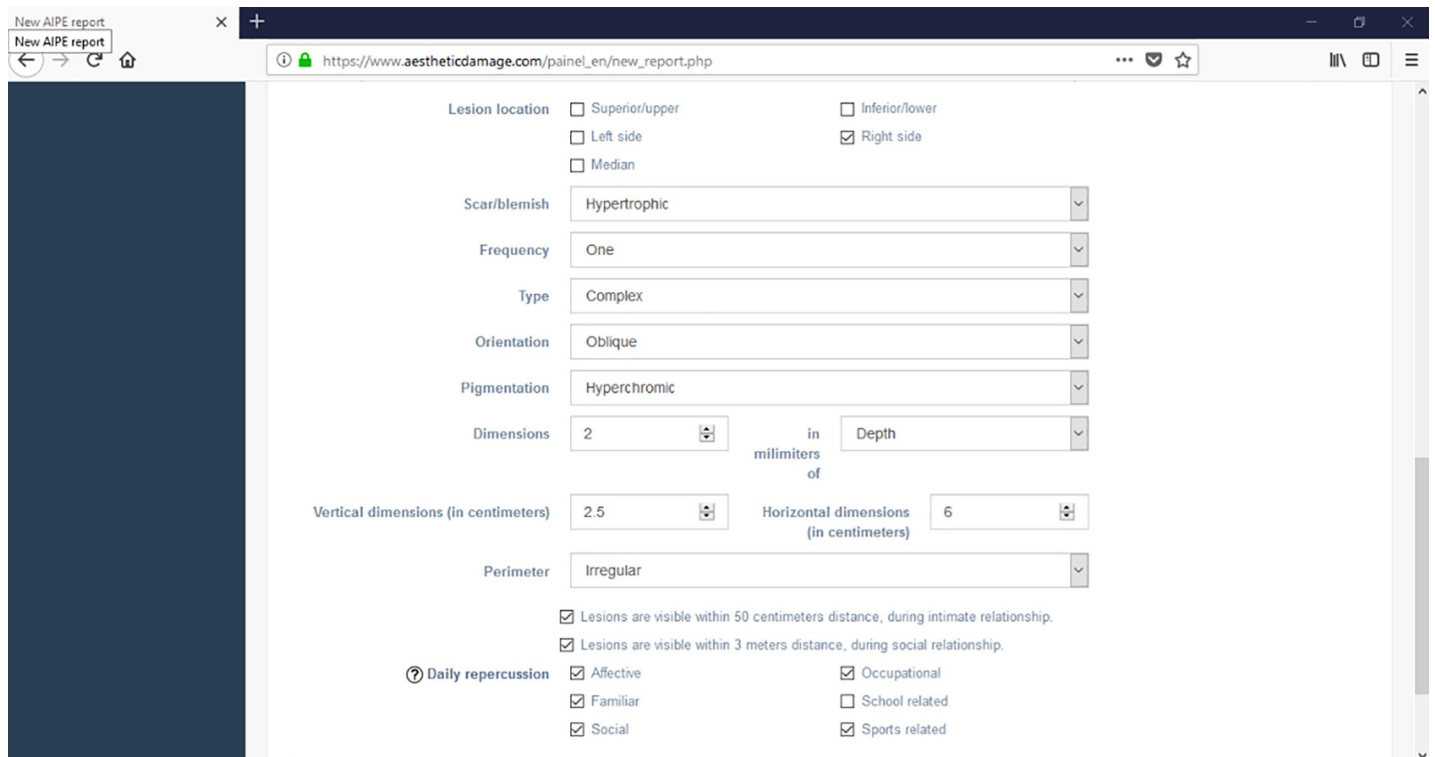 New AIPE report
New AIPE report
https://www.aestheticdamage.com/painel_en/new_report.php
Lesion location
Superior/upper
Inferior/lower
Left side
Right side
Median
Scar/blemish
Hypertrophic
Frequency
One
Type
Complex
Orientation
Oblique
Pigmentation
Hyperchromic
Dimensions
2
in
milimiters
of
Depth
Vertical dimensions (in centimeters)
2.5
Horizontal dimensions
(in centimeters)
6
Perimeter
Irregular
Lesions are visible within 50 centimeters distance, during intimate relationship.
Lesions are visible within 3 meters distance, during social relationship.
Daily repercussion
Affective
Occupational
Familiar
School related
Social
Sports related